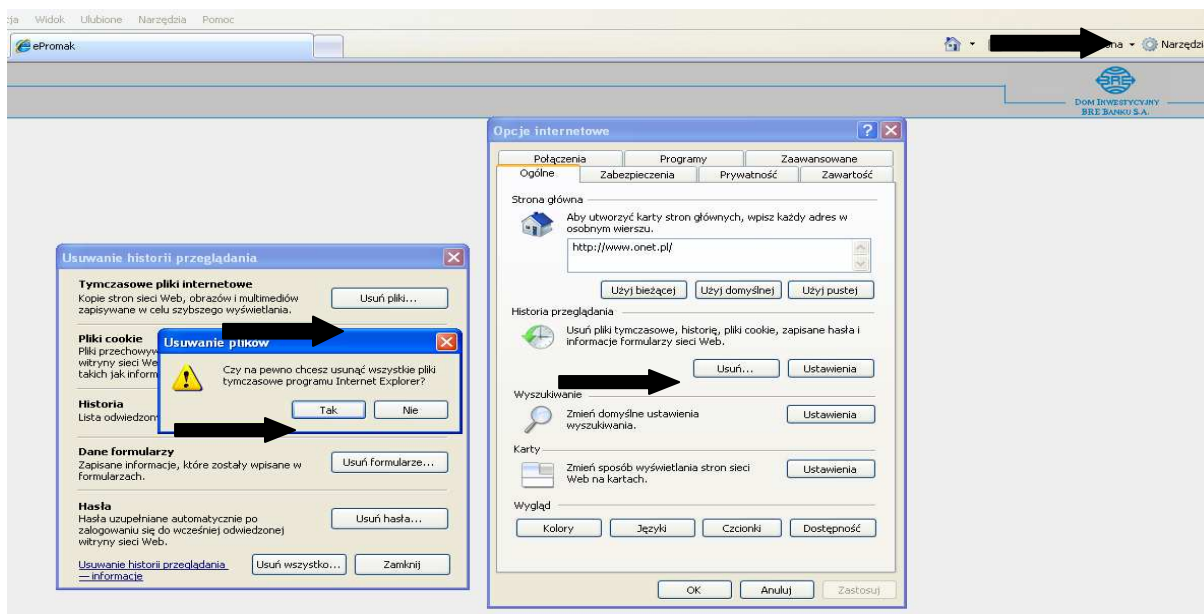 Widok Ulubione Narzędzia Pomoc
ePromak
Narzędzi
DOM INWESTYCYJNY
BRE BANKU S.A.
Opcje internetowe
Połączenia Programy Zaawansowane
Ogólne Zabezpieczenia Prywatność Zawartość
Strona główna
Aby utworzyć karty stron głównych, wpisz każdy adres w
osobnym wierszu.
http://www.onet.pl/
Użyj bieżącej Użyj domyślnej Użyj pustej
Historia przeglądania
Usuń pliki tymczasowe, historię, pliki cookie, zapisane hasła i
informacje formularzy sieci Web.
Usuń... Ustawienia
Wyszukiwanie
Zmień domyślne ustawienia
wyszukiwania.
Ustawienia
Karty
Zmień sposób wyświetlania stron sieci
Web na kartach.
Ustawienia
Wygląd
Kolory Języki Czcionki Dostępność
OK Anuluj Zastosuj
Usuwanie historii przeglądania
Tymczasowe pliki internetowe
Kopie stron sieci Web, obrazów i multimediów
zapisywane w celu szybszego wyświetlania.
Usuń pliki...
Pliki cookie
Pliki przechowyw
witryny sieci We
takich jak inform
Usuwanie plików
Czy na pewno chcesz usunąć wszystkie pliki
tymczasowe programu Internet Explorer?
Tak Nie
Historia
Lista odwiedzon
Dane formularzy
Zapisane informacje, które zostały wpisane w
formularzach.
Usuń formularze...
Hasła
Hasła uzupełniane automatycznie po
zalogowaniu się do wcześniej odwiedzonej
witryny sieci Web.
Usuń hasła...
Usuwanie historii przeglądania
— informacje
Usuń wszystko... Zamknij